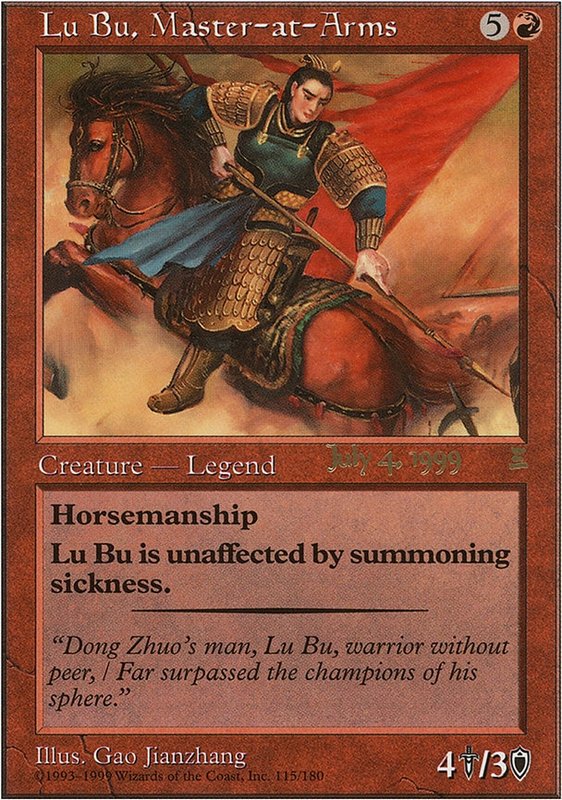 Lu Bu, Master-at-Arms 5
Creature — Legend July 4, 1999
Horsemanship
Lu Bu is unaffected by summoning
sickness.
“Dong Zhuo’s man, Lu Bu, warrior without
peer, / Far surpassed the champions of his
sphere.”
Illus. Gao Jianzhang
©1993–1999 Wizards of the Coast, Inc. 115/180
4/3